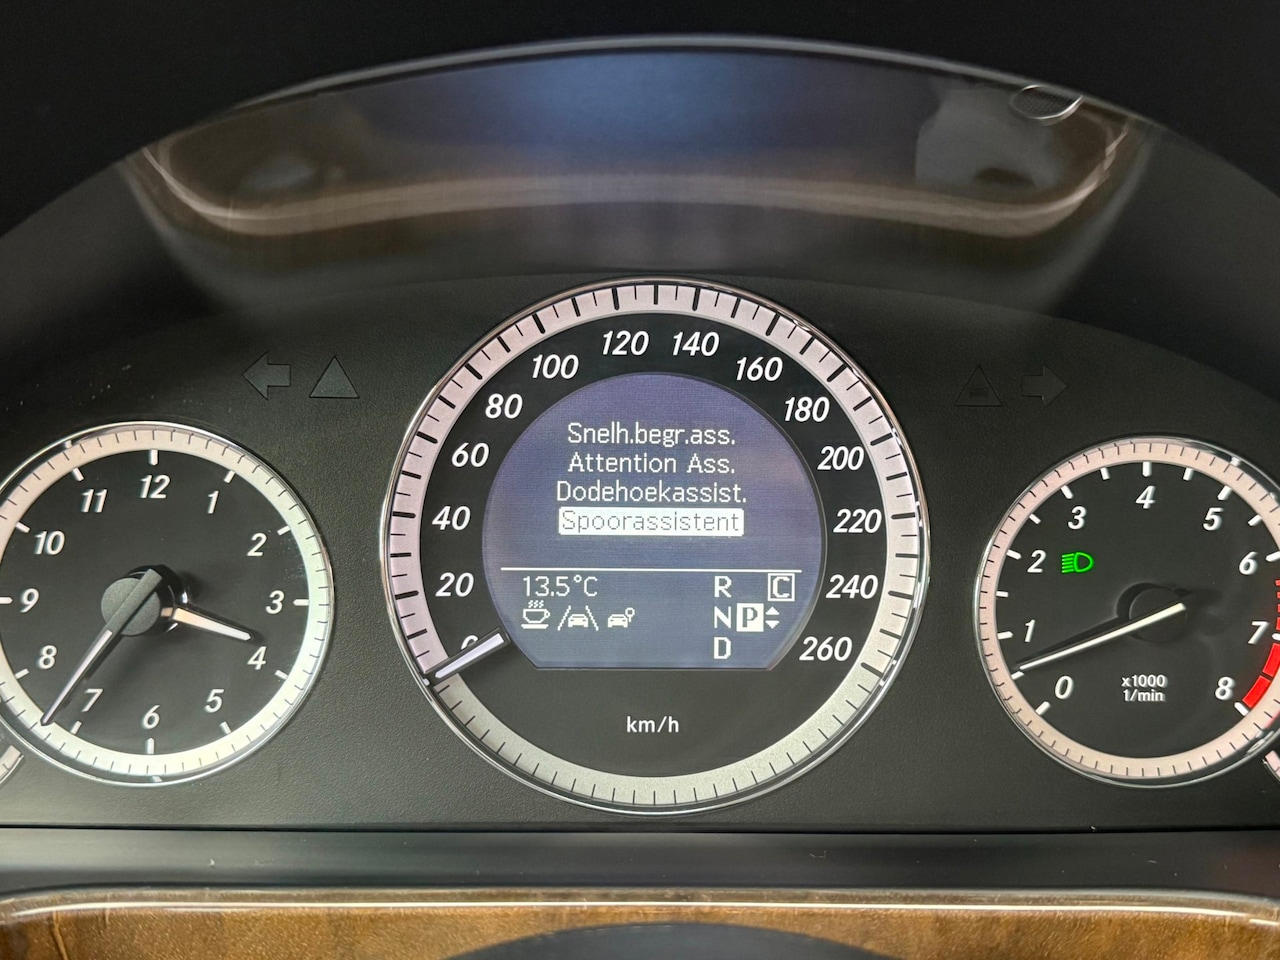 Snelh.begr.ass.
Attention Ass.
Dodehoekassist.
Spoorassistent
13.5°C
R C
N P
D
0 20 40 60 80 100 120 140 160 180 200 220 240 260
km/h
12 1 2 3 4 5 6 7 8 9 10 11
0 1 2 3 4 5 6 7 8
x1000
1/min